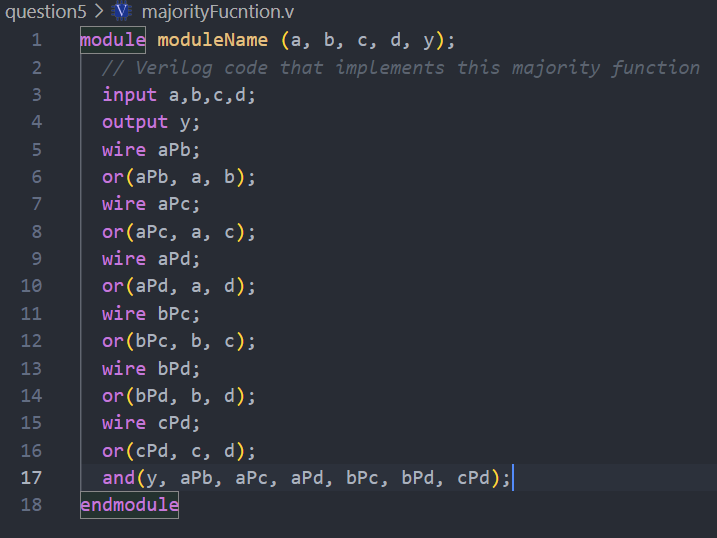 question5 > majorityFucntion.v
1 module moduleName (a, b, c, d, y);
2 // Verilog code that implements this majority function
3 input a,b,c,d;
4 output y;
5 wire aPb;
6 or(aPb, a, b);
7 wire aPc;
8 or(aPc, a, c);
9 wire aPd;
10 or(aPd, a, d);
11 wire bPc;
12 or(bPc, b, c);
13 wire bPd;
14 or(bPd, b, d);
15 wire cPd;
16 or(cPd, c, d);
17 and(y, aPb, aPc, aPd, bPc, bPd, cPd);
18 endmodule